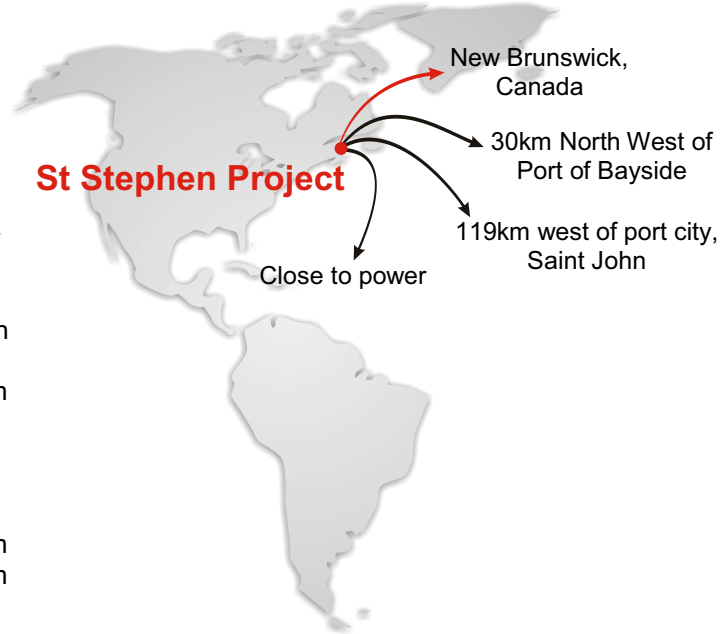 New Brunswick,
Canada
30km North West of
Port of Bayside
St Stephen Project
119km west of port city,
Saint John
Close to power
n
n
n
n